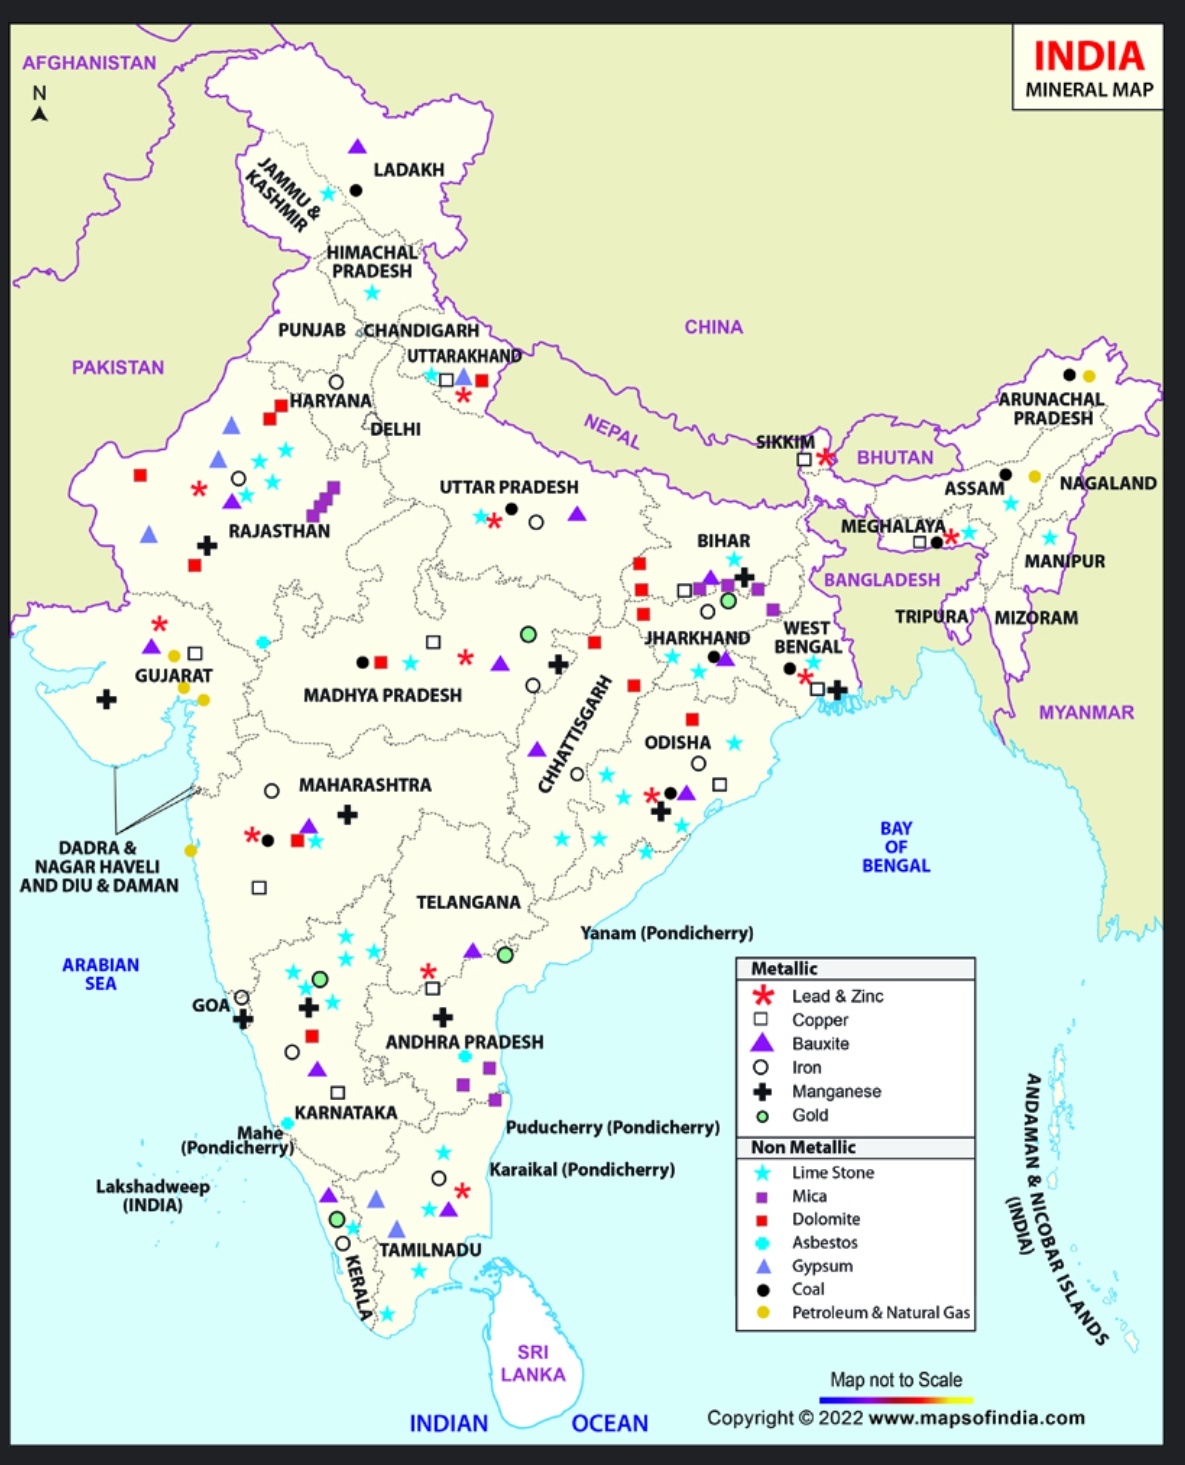 INDIA
MINERAL MAP
AFGHANISTAN
N
LADAKH
JAMMU &
KASHMIR
HIMACHAL
PRADESH
PUNJAB
CHANDIGARH
CHINA
UTTARAKHAND
PAKISTAN
HARYANA
DELHI
ARUNACHAL
PRADESH
NEPAL
SIKKIM
BHUTAN
UTTAR PRADESH
ASSAM
NAGALAND
RAJASTHAN
MEGHALAYA
BIHAR
MANIPUR
BANGLADESH
TRIPURA
MIZORAM
JHARKHAND
WEST
BENGAL
GUJARAT
MADHYA PRADESH
CHHATTISGARH
MYANMAR
ODISHA
MAHARASHTRA
DADRA &
NAGAR HAVELI
AND DIU & DAMAN
BAY
OF
BENGAL
TELANGANA
Yanam (Pondicherry)
ARABIAN
SEA
GOA
ANDHRA PRADESH
KARNATAKA
Mahe
(Pondicherry)
Puducherry (Pondicherry)
Karaikal (Pondicherry)
Lakshadweep
(INDIA)
TAMILNADU
KERALA
SRI
LANKA
INDIAN OCEAN
ANDAMAN & NICOBAR ISLANDS
(INDIA)
Metallic
Lead & Zinc
Copper
Bauxite
Iron
Manganese
Gold
Non Metallic
Lime Stone
Mica
Dolomite
Asbestos
Gypsum
Coal
Petroleum & Natural Gas
Map not to Scale
Copyright © 2022 www.mapsofindia.com